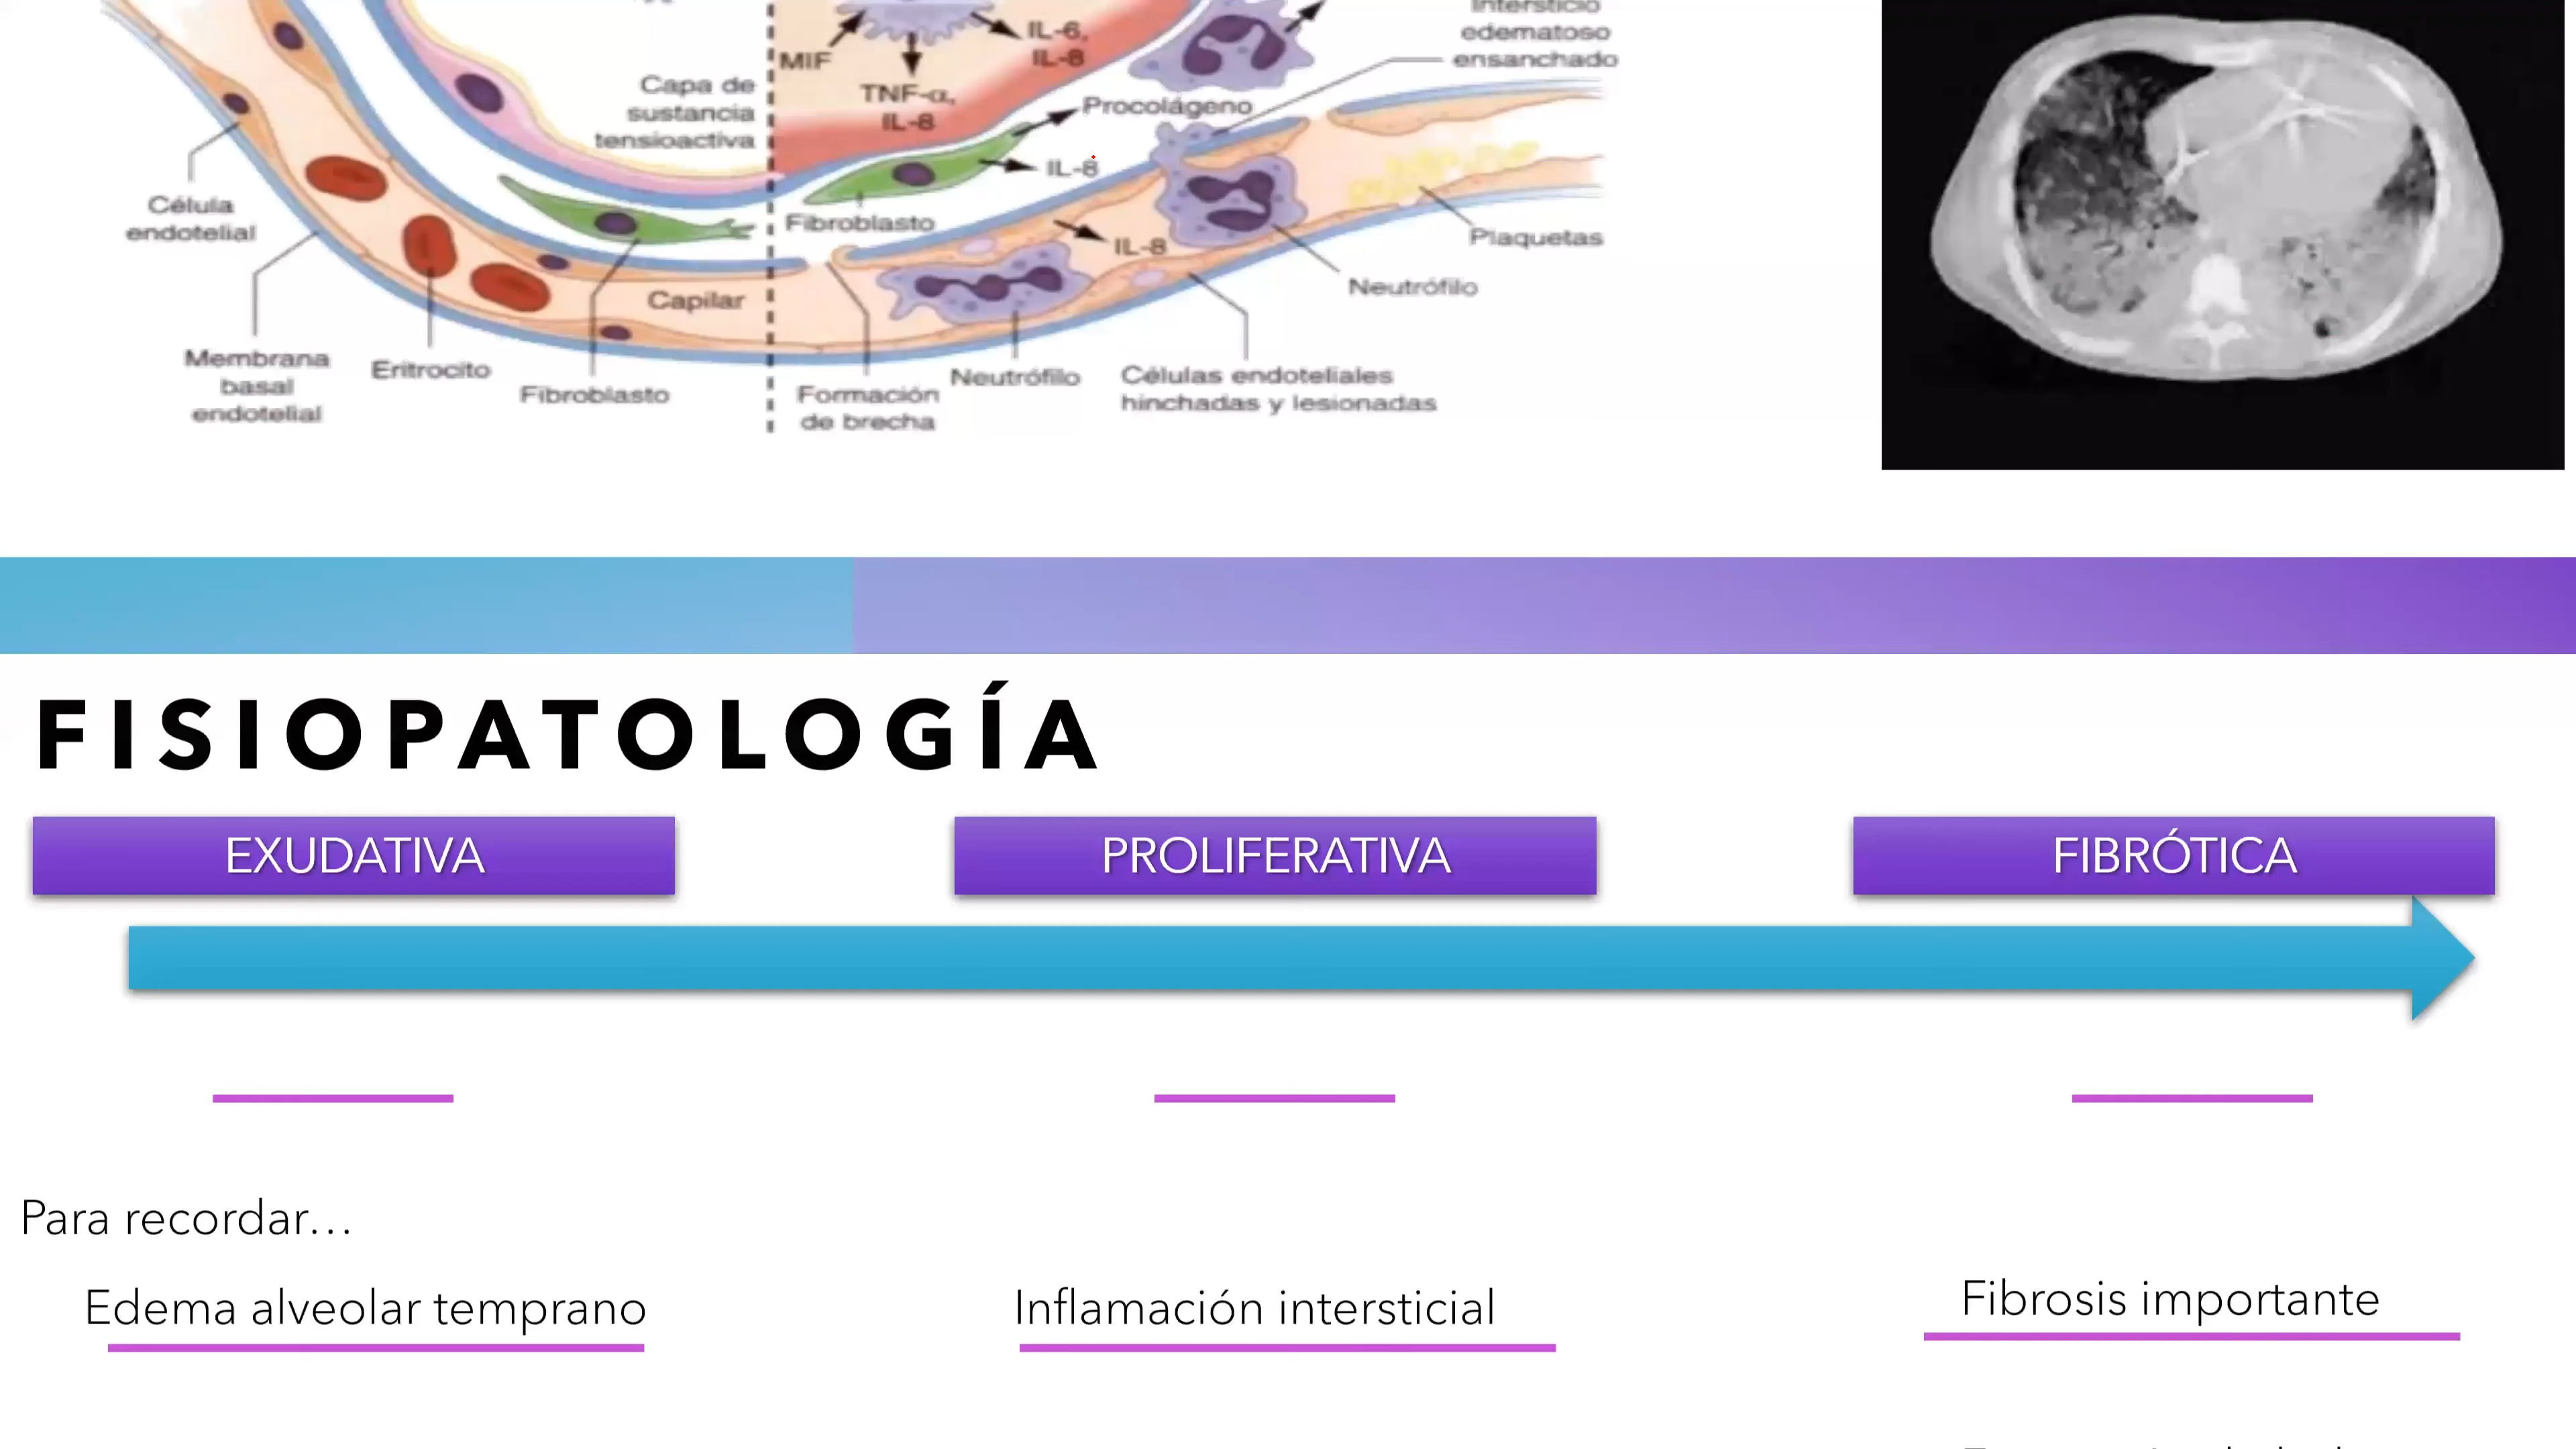 MIF
IL-6,
IL-8
TNF-α,
IL-8
Capa de
sustancia
tensioactiva
Procolágeno
Intersticio
edematoso
ensanchado
IL-8
Célula
endotelial
Fibroblasto
IL-8
Plaquetas
Neutrófilo
Capilar
Membrana
basal
endotelial
Eritrocito
Fibroblasto
Formación
de brecha
Neutrófilo
Células endoteliales
hinchadas y lesionadas
FISIOPATOLOGÍA
EXUDATIVA
PROLIFERATIVA
FIBRÓTICA
Para recordar...
Edema alveolar temprano
Inflamación intersticial
Fibrosis importante